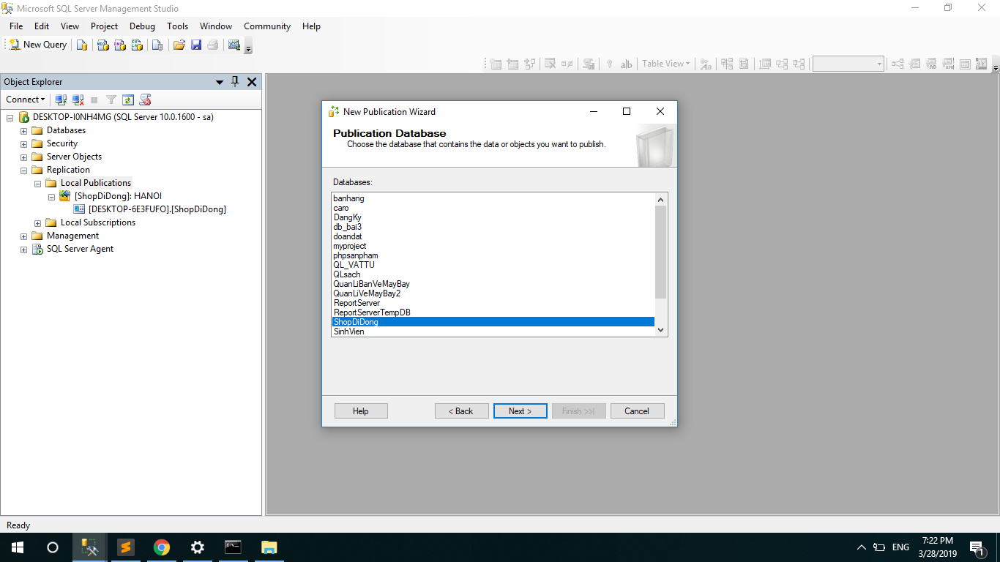 Microsoft SQL Server Management Studio
File Edit View Project Debug Tools Window Community Help
New Query
Table View
Object Explorer
Connect
DESKTOP-I0NH4MG (SQL Server 10.0.1600 - sa)
Databases
Security
Server Objects
Replication
Local Publications
[ShopDiDong]: HANOI
[DESKTOP-6E3FUFO].[ShopDiDong]
Local Subscriptions
Management
SQL Server Agent
New Publication Wizard
Publication Database
Choose the database that contains the data or objects you want to publish.
Databases:
banhang
caro
DangKy
db_bai3
doandat
myproject
phpsanpham
QL_VATTU
QLsach
QuanLiBanVeMayBay
QuanLiVeMayBay2
ReportServer
ReportServerTempDB
ShopDiDong
SinhVien
Help < Back Next > Finish >>| Cancel
Ready
ENG
7:22 PM
3/28/2019
1